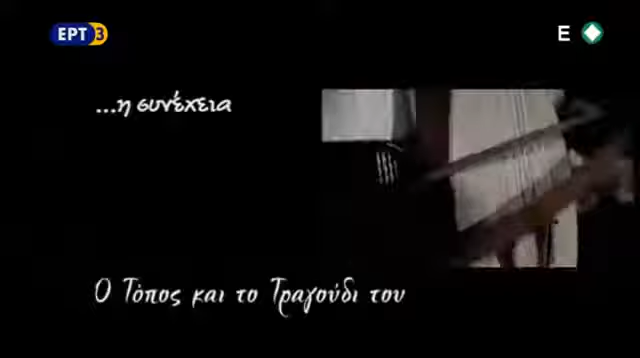 ΕΡΤ3
E
...η συνέχεια
Ο Τόπος και το Τραγούδι του